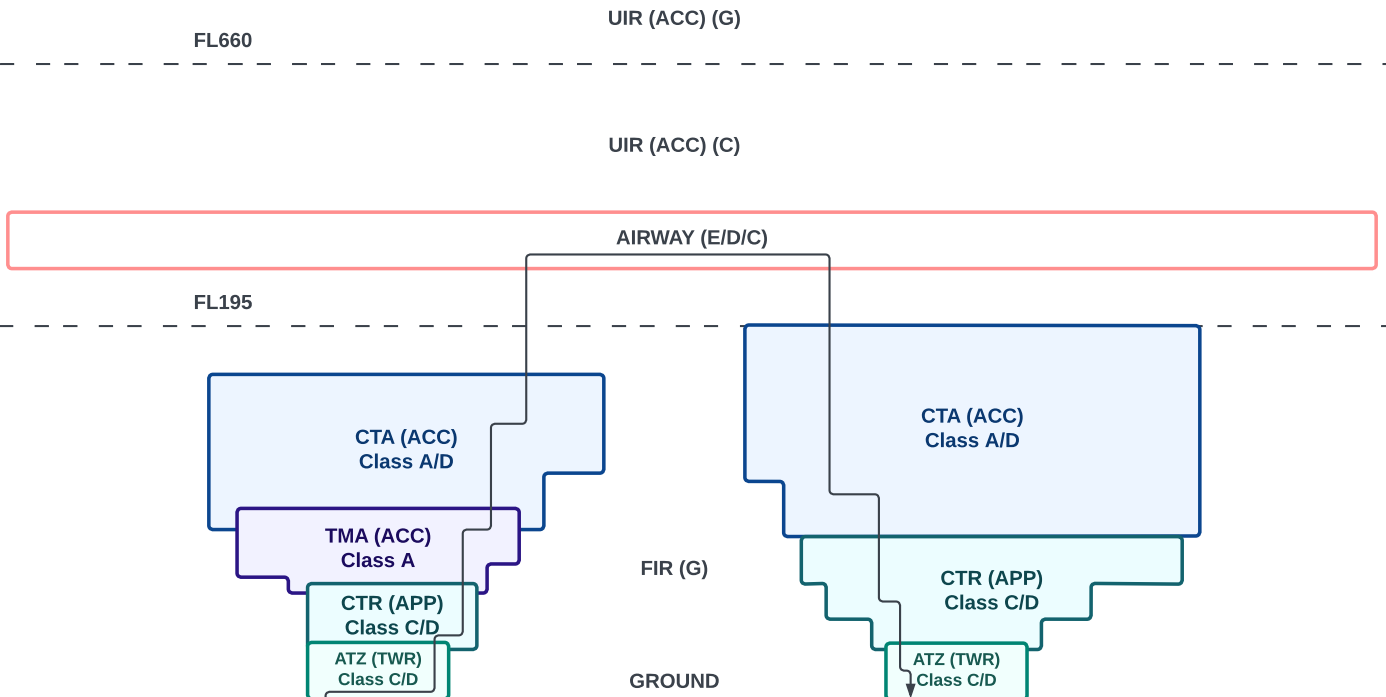 UIR (ACC) (G)
FL660
UIR (ACC) (C)
AIRWAY (E/D/C)
FL195
CTA (ACC)
Class A/D
CTA (ACC)
Class A/D
TMA (ACC)
Class A
FIR (G)
CTR (APP)
Class C/D
CTR (APP)
Class C/D
ATZ (TWR)
Class C/D
GROUND
ATZ (TWR)
Class C/D